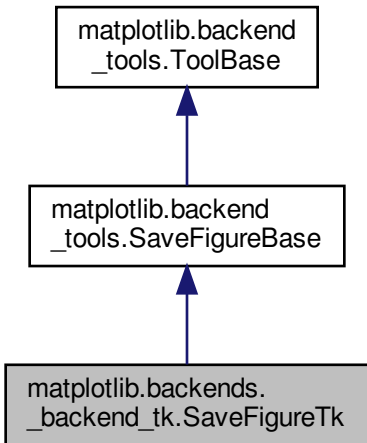 matplotlib.backend
_tools.ToolBase
matplotlib.backend
_tools.SaveFigureBase
matplotlib.backends.
_backend_tk.SaveFigureTk